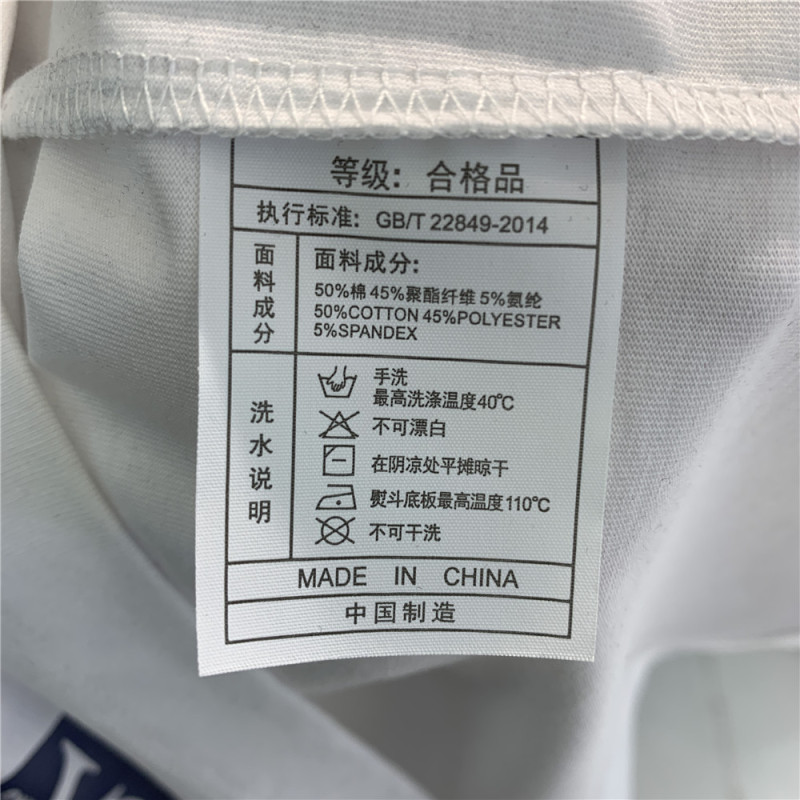 等级: 合格品
执行标准: GB/T 22849-2014
面料成分
面料成分:
50%棉 45%聚酯纤维 5%氨纶
50%COTTON 45%POLYESTER
5%SPANDEX
洗水说明
手洗
最高洗涤温度40℃
不可漂白
在阴凉处平摊晾干
熨斗底板最高温度110℃
不可干洗
MADE IN CHINA
中国制造